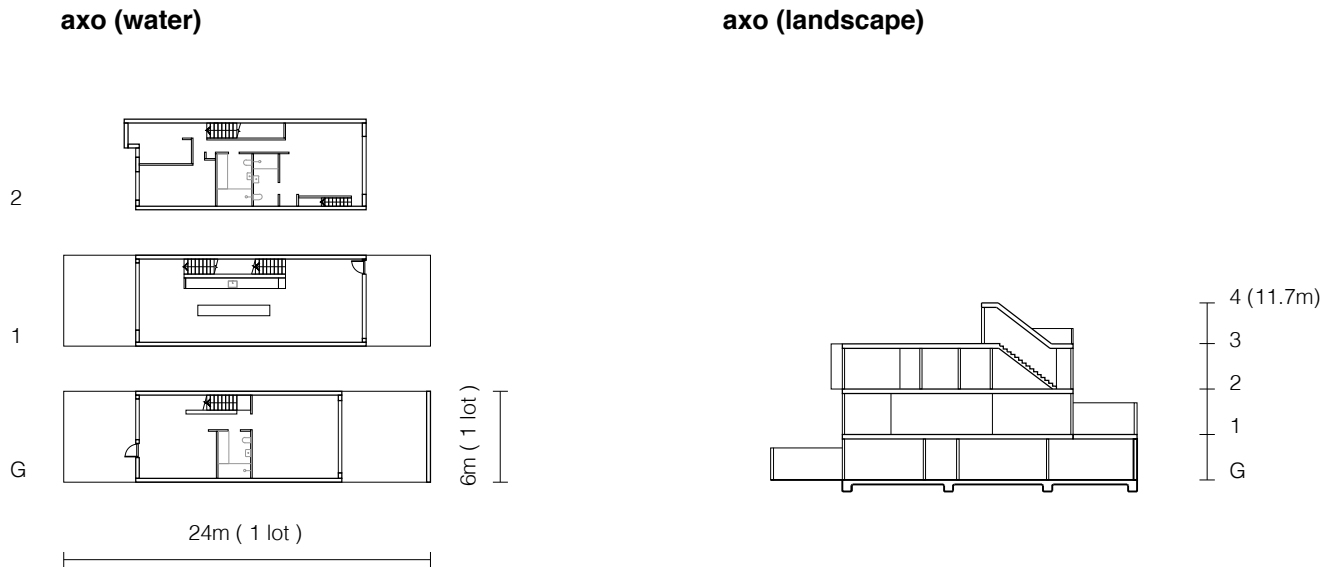 axo (water)
axo (landscape)
2
1
G
6m ( 1 lot )
24m ( 1 lot )
4 (11.7m)
3
2
1
G